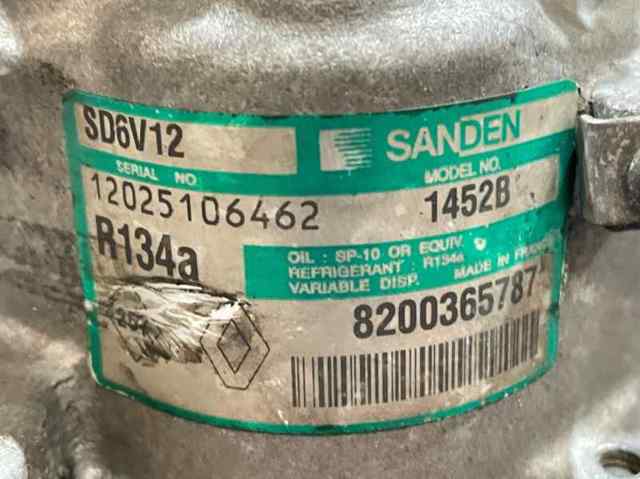 SD6V12
SANDEN
SERIAL NO
MODEL NO.
12025106462
1452B
R134a
OIL : SP-10 OR EQUIV.
REFRIGERANT : R134a
VARIABLE DISP. MADE IN FRANCE
8200365787